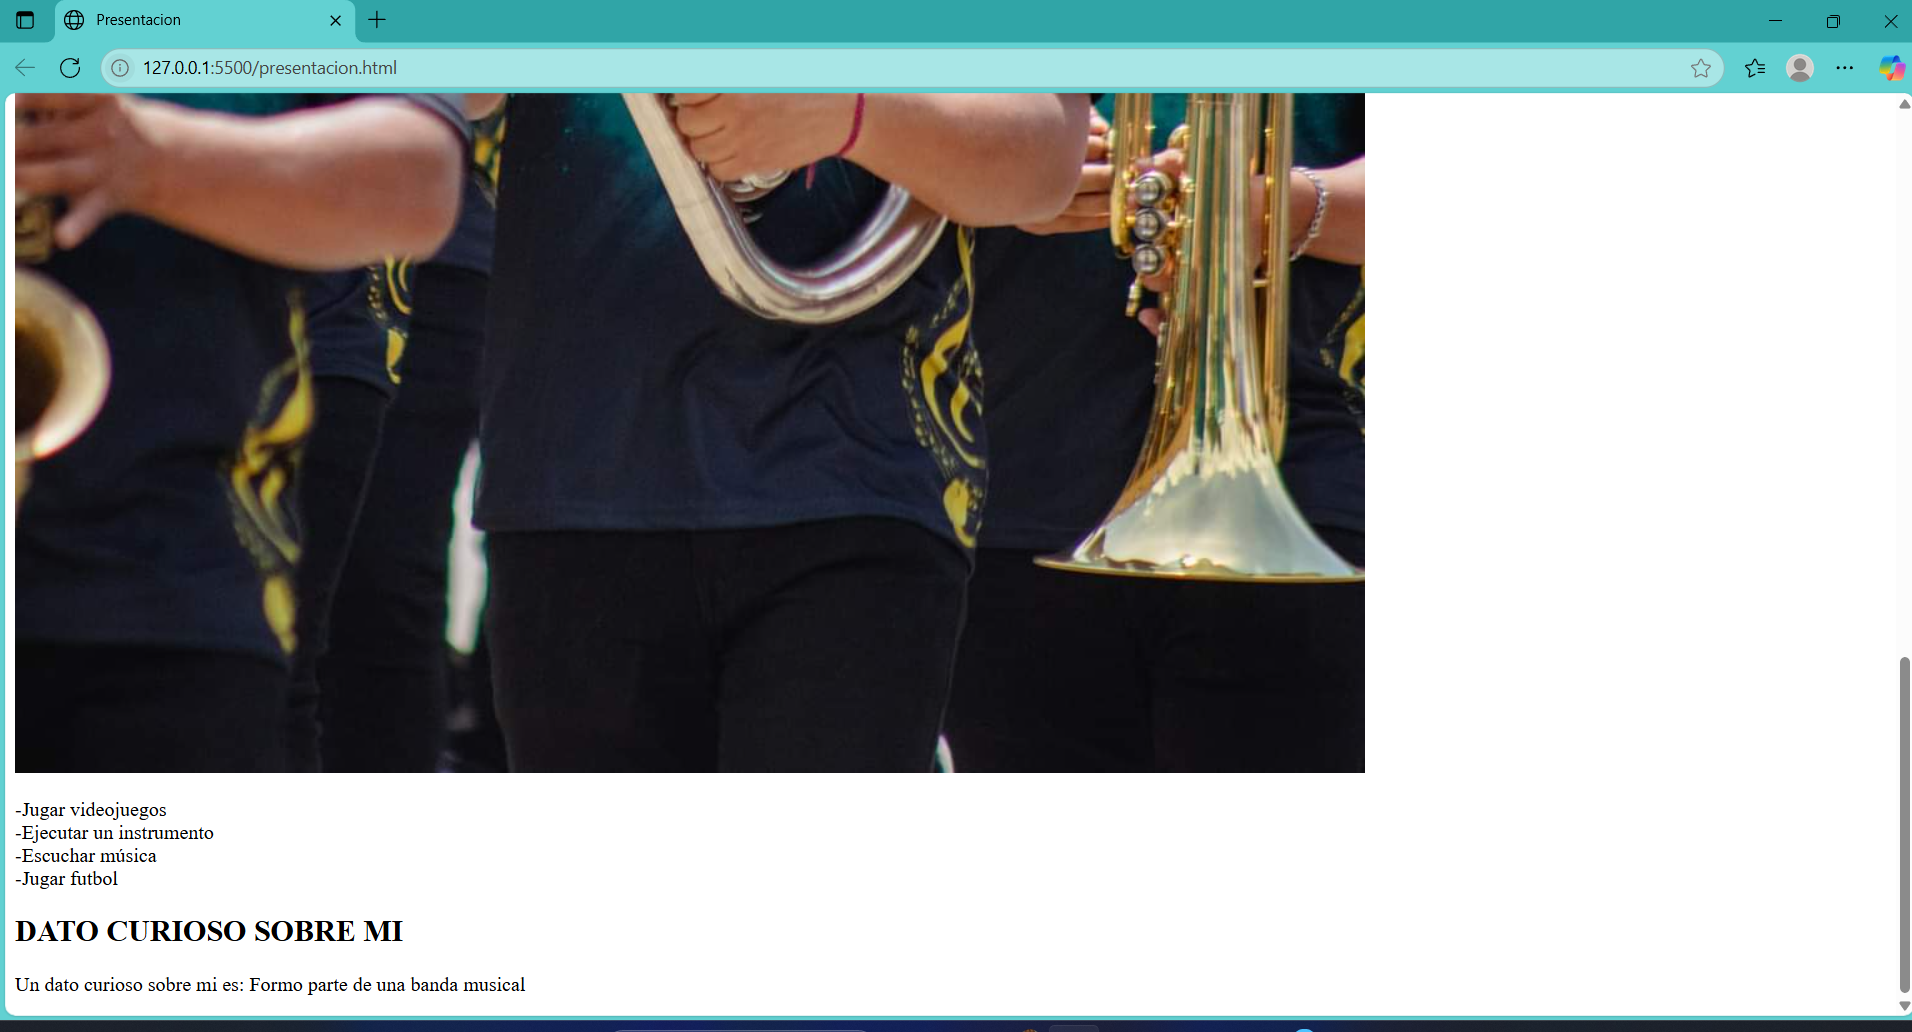 Presentacion
127.0.0.1:5500/presentacion.html
-Jugar videojuegos
-Ejecutar un instrumento
-Escuchar música
-Jugar futbol
DATO CURIOSO SOBRE MI
Un dato curioso sobre mi es: Formo parte de una banda musical